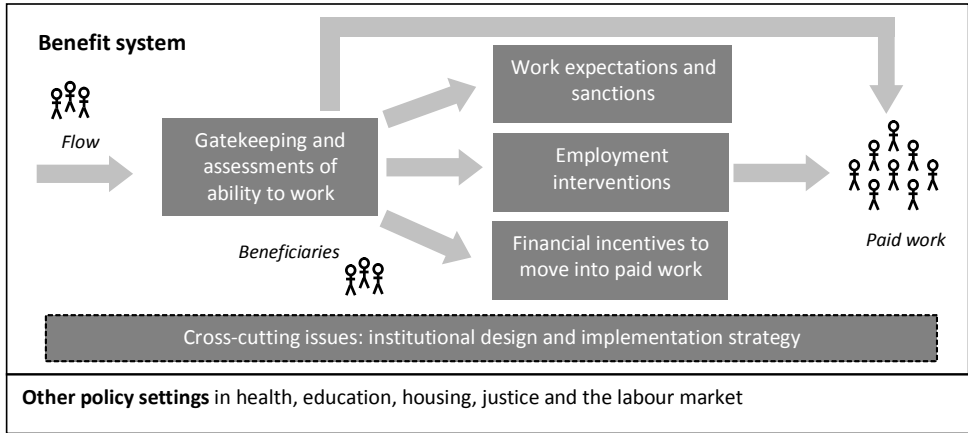 Benefit system
Flow
Gatekeeping and
assessments of
ability to work
Beneficiaries
Work expectations and
sanctions
Employment
interventions
Financial incentives to
move into paid work
Paid work
Cross-cutting issues: institutional design and implementation strategy
Other policy settings in health, education, housing, justice and the labour market